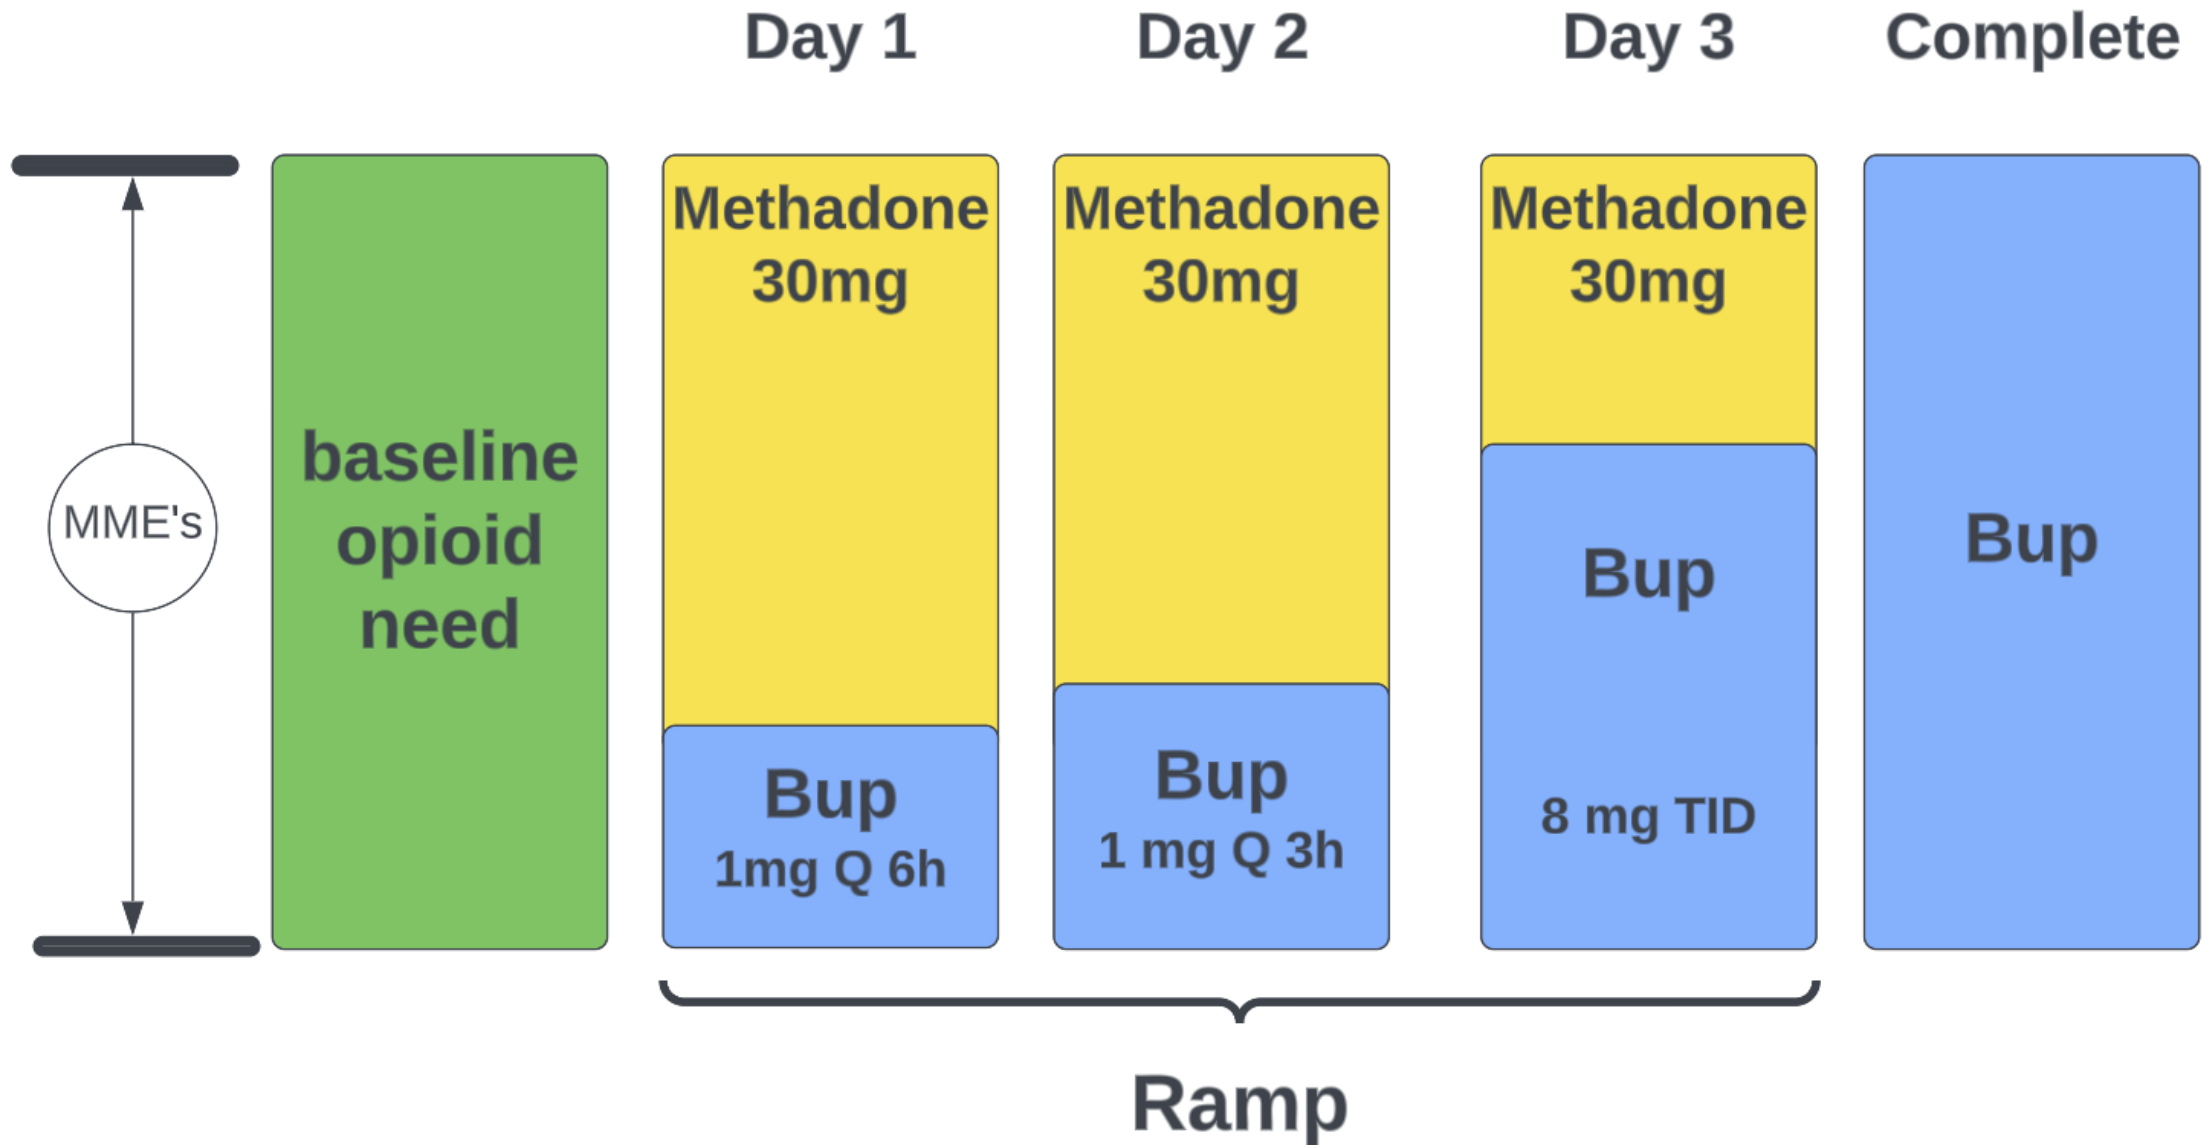 Day 1
Day 2
Day 3
Complete
MME's
baseline
opioid
need
Methadone
30mg
Bup
1mg Q 6h
Methadone
30mg
Bup
1 mg Q 3h
Methadone
30mg
Bup
8 mg TID
Bup
Ramp